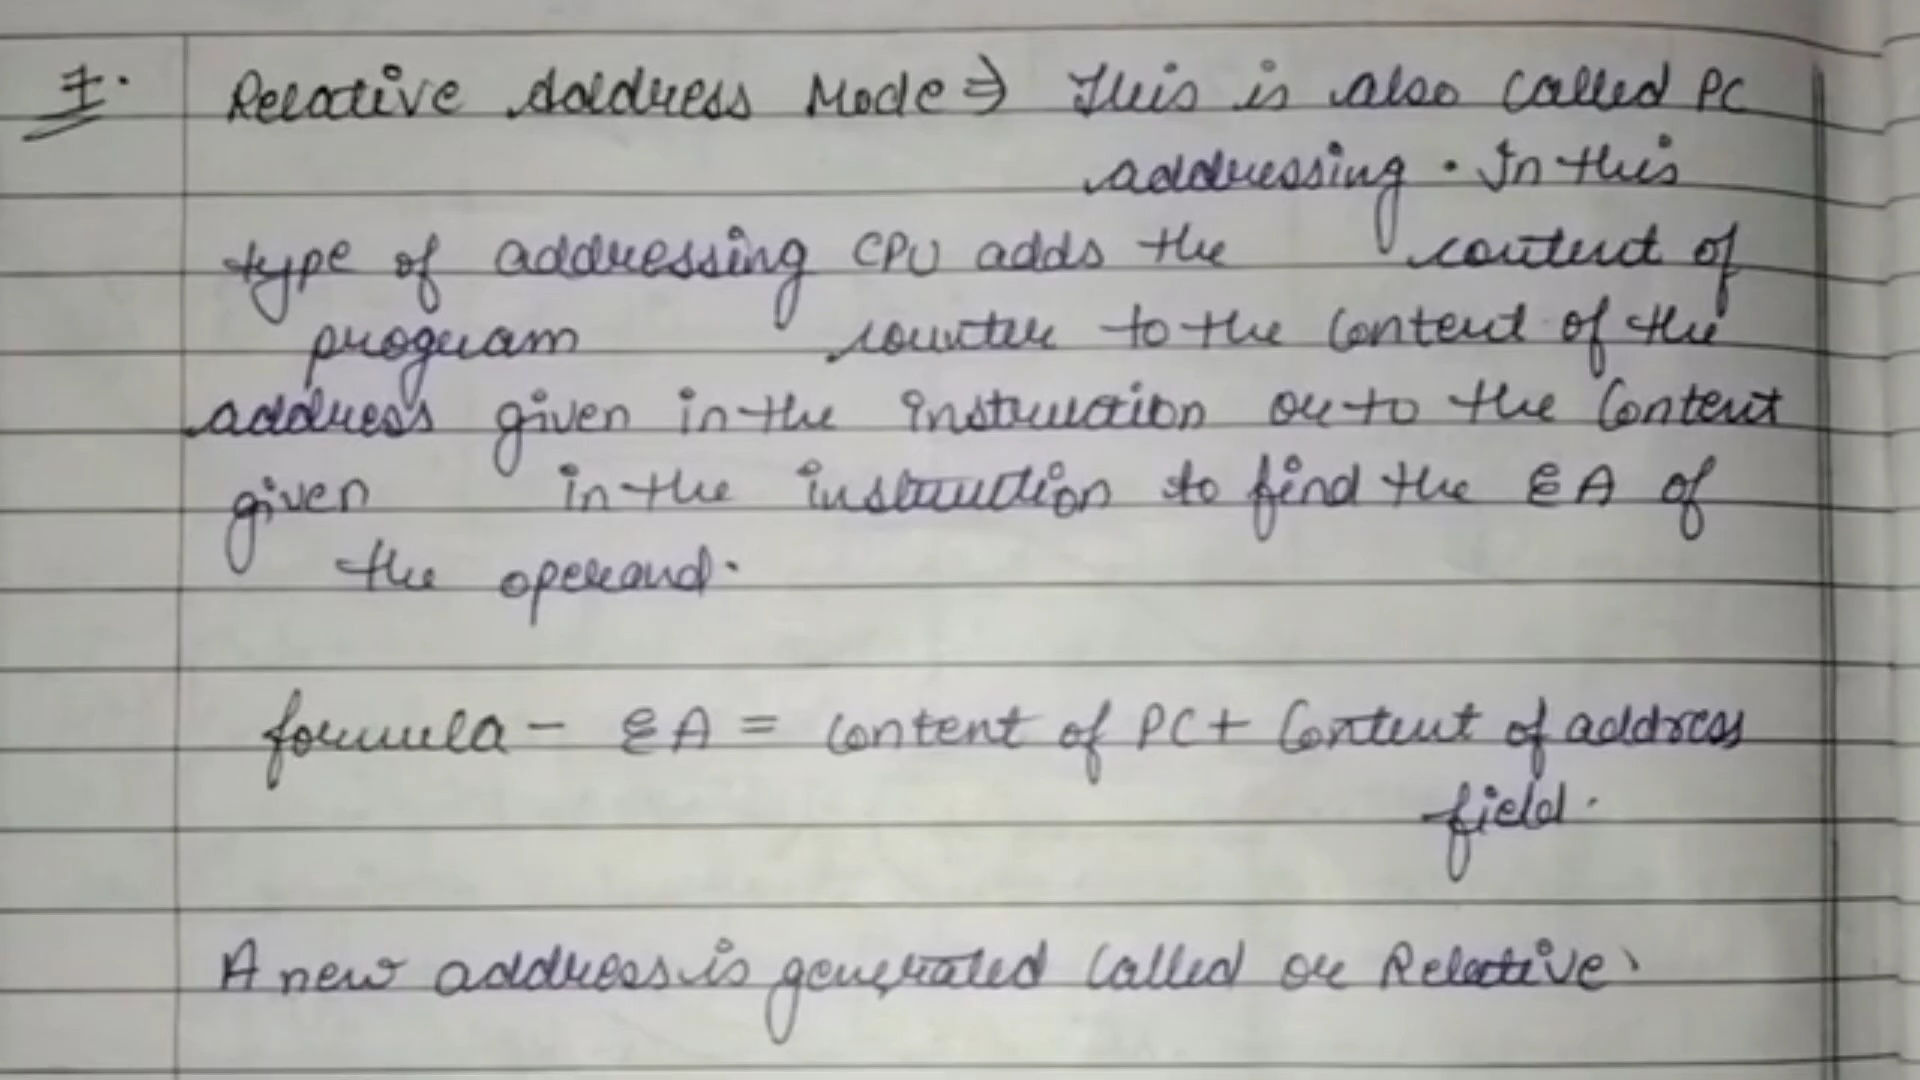 7. Relative Address Mode ⇒ This is also called PC
addressing. In this
type of addressing CPU adds the content of
program counter to the content of the
address given in the instruction or to the content
given in the instruction to find the EA of
the operand.
formula - EA = content of PC + Content of address
field.
A new address is generated called or Relative.